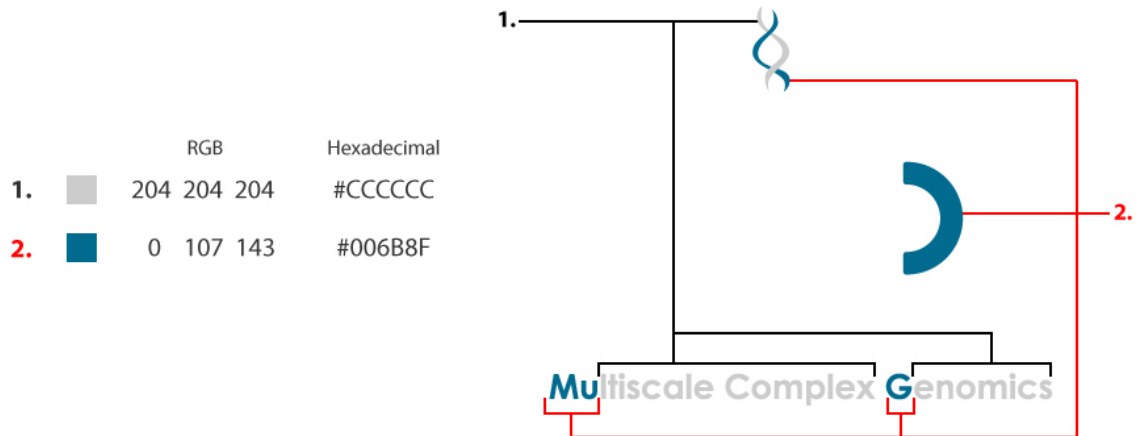 1.
RGB Hexadecimal
1. 204 204 204 #CCCCCC
2.
2. 0 107 143 #006B8F
Multiscale Complex Genomics